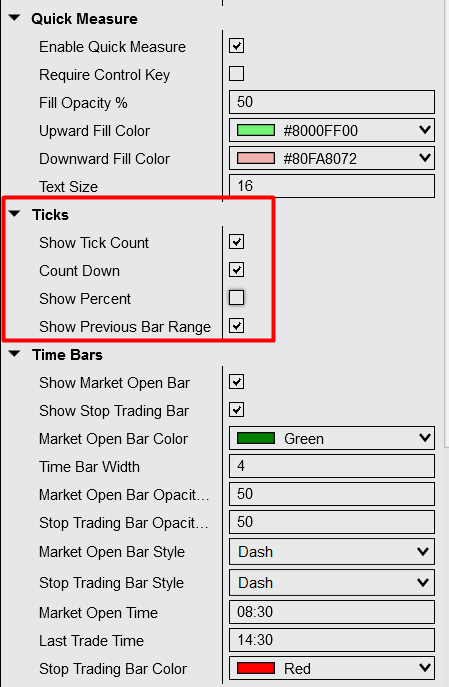 Quick Measure
Enable Quick Measure
Require Control Key
Fill Opacity % 50
Upward Fill Color #8000FF00
Downward Fill Color #80FA8072
Text Size 16
Ticks
Show Tick Count
Count Down
Show Percent
Show Previous Bar Range
Time Bars
Show Market Open Bar
Show Stop Trading Bar
Market Open Bar Color Green
Time Bar Width 4
Market Open Bar Opacit... 50
Stop Trading Bar Opacit... 50
Market Open Bar Style Dash
Stop Trading Bar Style Dash
Market Open Time 08:30
Last Trade Time 14:30
Stop Trading Bar Color Red